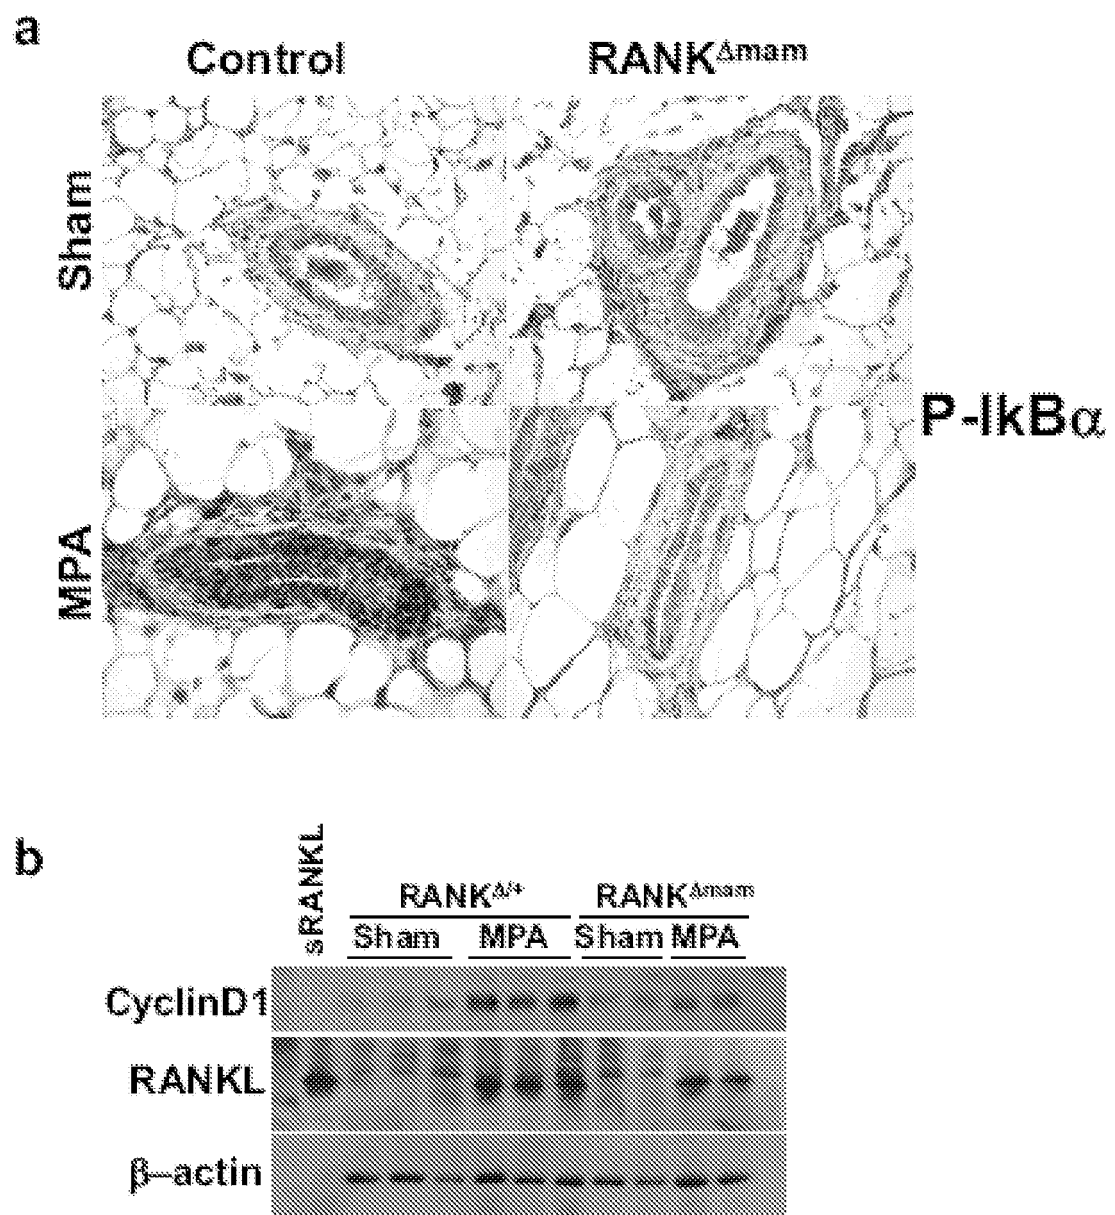 a
Control RANKΔmam
Sham
P-IkBα
MPA
b
sRANKL
RANKΔ/+ RANKΔmam
Sham MPA Sham MPA
CyclinD1
RANKL
β–actin